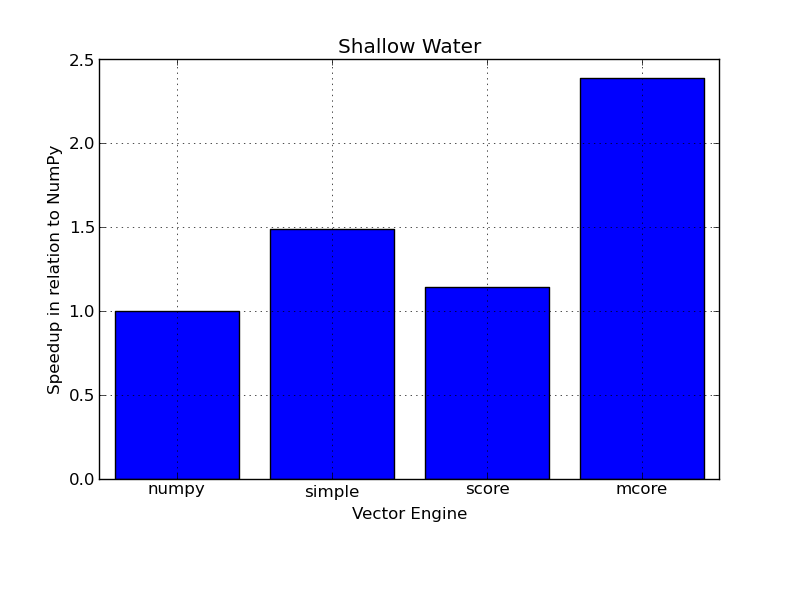 Shallow Water
2.5
2.0
1.5
1.0
0.5
0.0
Speedup in relation to NumPy
numpy simple score mcore
Vector Engine